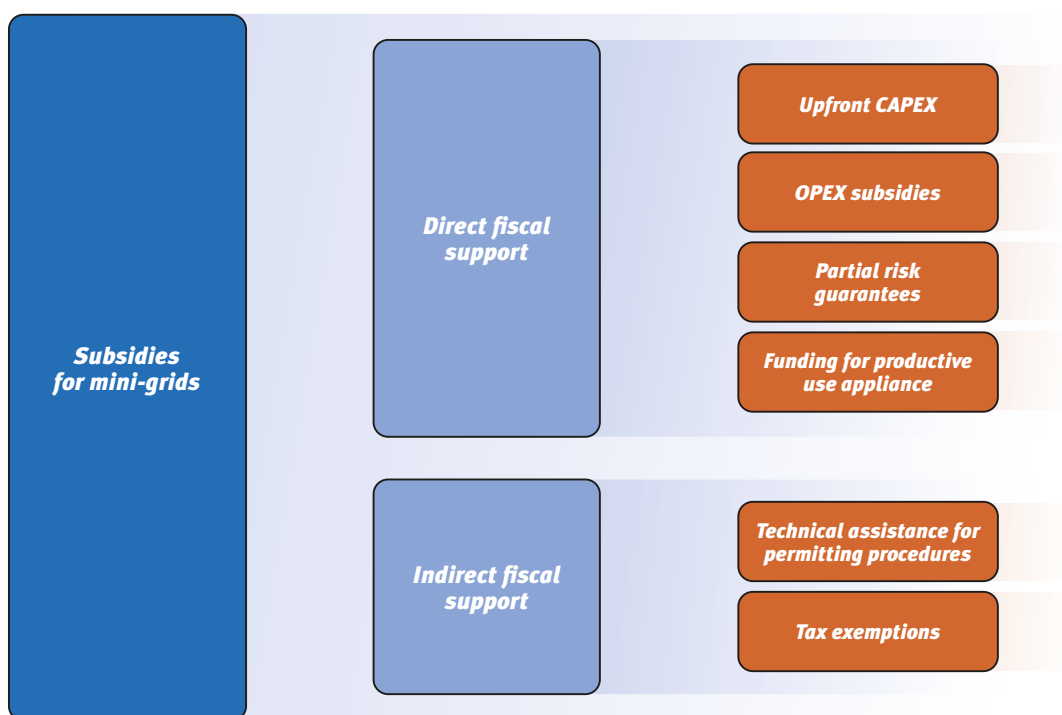 Subsidies
for mini-grids
Direct fiscal
support
Upfront CAPEX
OPEX subsidies
Partial risk
guarantees
Funding for productive
use appliance
Indirect fiscal
support
Technical assistance for
permitting procedures
Tax exemptions